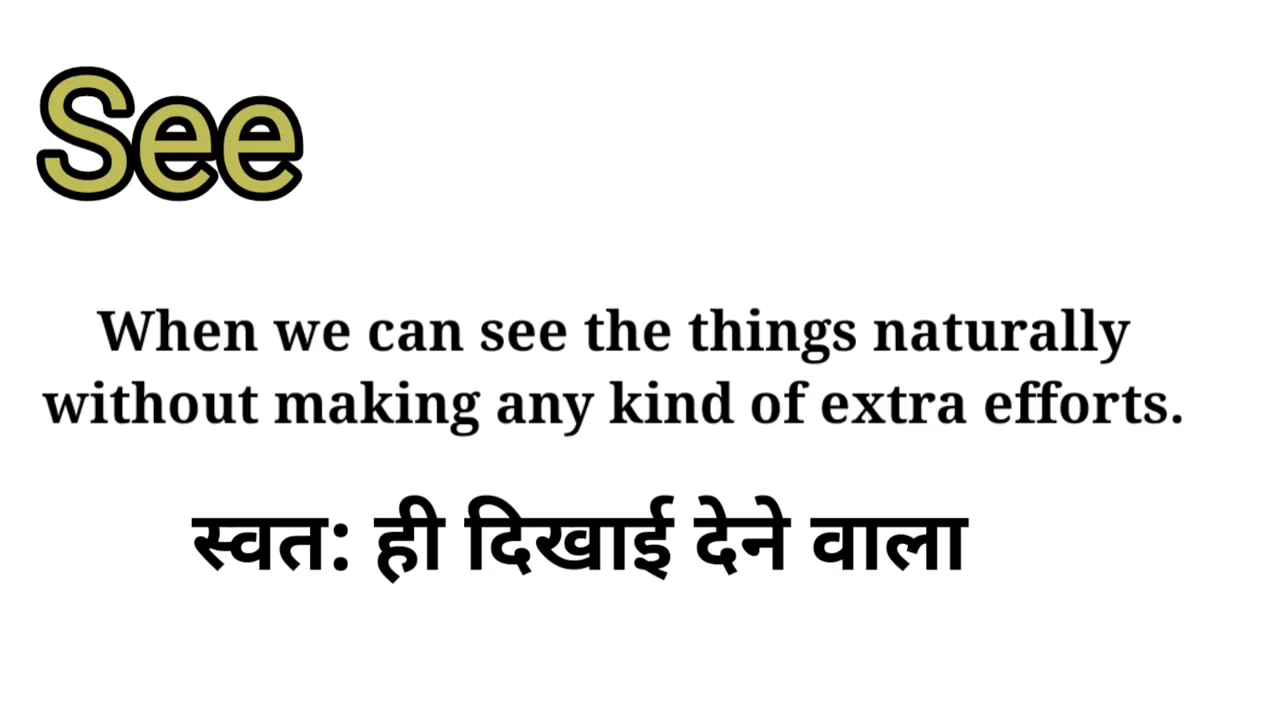 See
When we can see the things naturally
without making any kind of extra efforts.
स्वत: ही दिखाई देने वाला